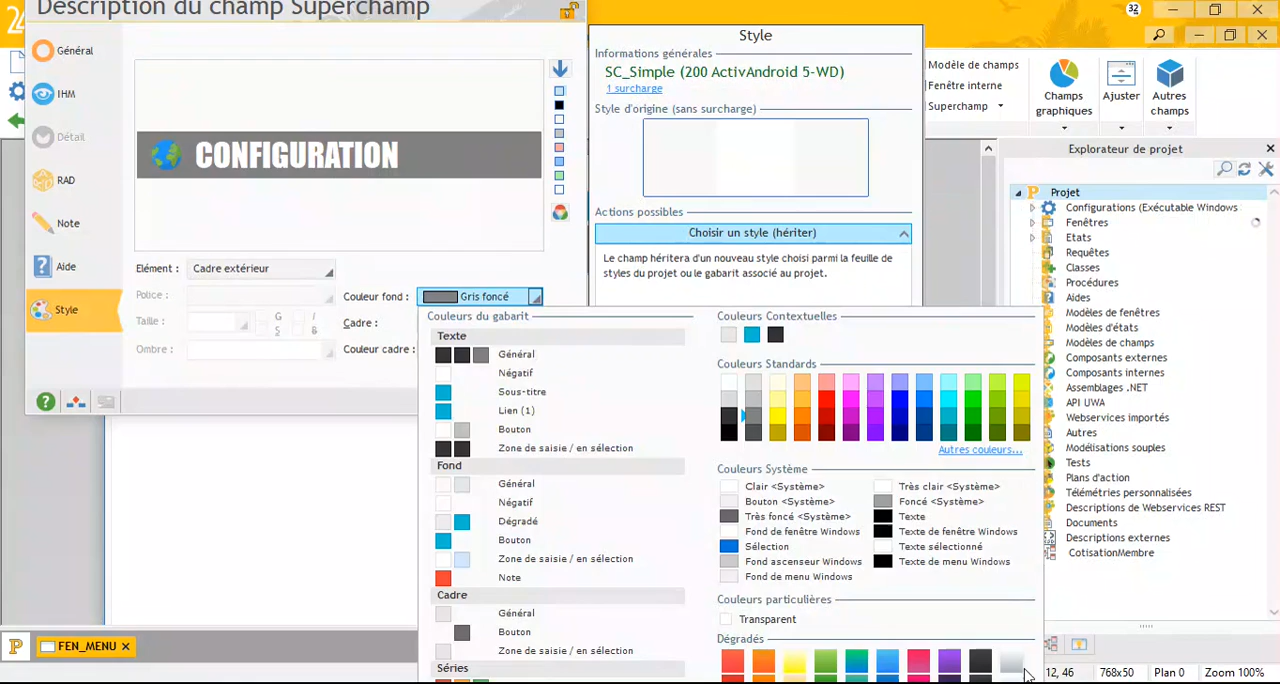 24
Description du champ Superchamp
32
Général
IHM
Détail
RAD
Note
Aide
Style
CONFIGURATION
Elément :
Cadre extérieur
Police :
Taille :
G
I
S
B
Ombre :
Couleur fond :
Gris foncé
Cadre :
Couleur cadre :
Style
Informations générales
SC_Simple (200 ActivAndroid 5-WD)
1 surcharge
Style d'origine (sans surcharge)
Actions possibles
Choisir un style (hériter)
Le champ héritera d'un nouveau style choisi parmi la feuille de
styles du projet ou le gabarit associé au projet.
Modèle de champs
Fenêtre interne
Superchamp
Champs
graphiques
Ajuster
Autres
champs
Couleurs du gabarit
Texte
Général
Négatif
Sous-titre
Lien (1)
Bouton
Zone de saisie / en sélection
Fond
Général
Négatif
Dégradé
Bouton
Zone de saisie / en sélection
Note
Cadre
Général
Bouton
Zone de saisie / en sélection
Séries
Couleurs Contextuelles
Couleurs Standards
Autres couleurs...
Couleurs Système
Clair <Système>
Très clair <Système>
Bouton <Système>
Foncé <Système>
Très foncé <Système>
Texte
Fond de fenêtre Windows
Texte de fenêtre Windows
Sélection
Texte sélectionné
Fond ascenseur Windows
Texte de menu Windows
Fond de menu Windows
Couleurs particulières
Transparent
Dégradés
Explorateur de projet
Projet
Configurations (Exécutable Windows
Fenêtres
Etats
Requêtes
Classes
Procédures
Aides
Modèles de fenêtres
Modèles d'états
Modèles de champs
Composants externes
Composants internes
Assemblages .NET
API UWA
Webservices importés
Autres
Modélisations souples
Tests
Plans d'action
Télémétries personnalisées
Descriptions de Webservices REST
Documents
Descriptions externes
CotisationMembre
P
FEN_MENU
12, 46
768x50
Plan 0
Zoom 100%